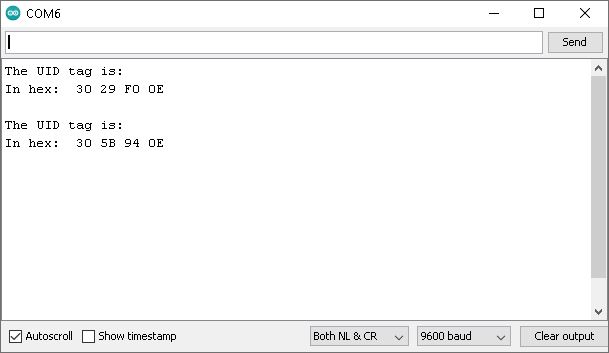 COM6
Send
The UID tag is:
In hex:  30 29 F0 0E
The UID tag is:
In hex:  30 5B 94 0E
Autoscroll Show timestamp Both NL & CR 9600 baud Clear output